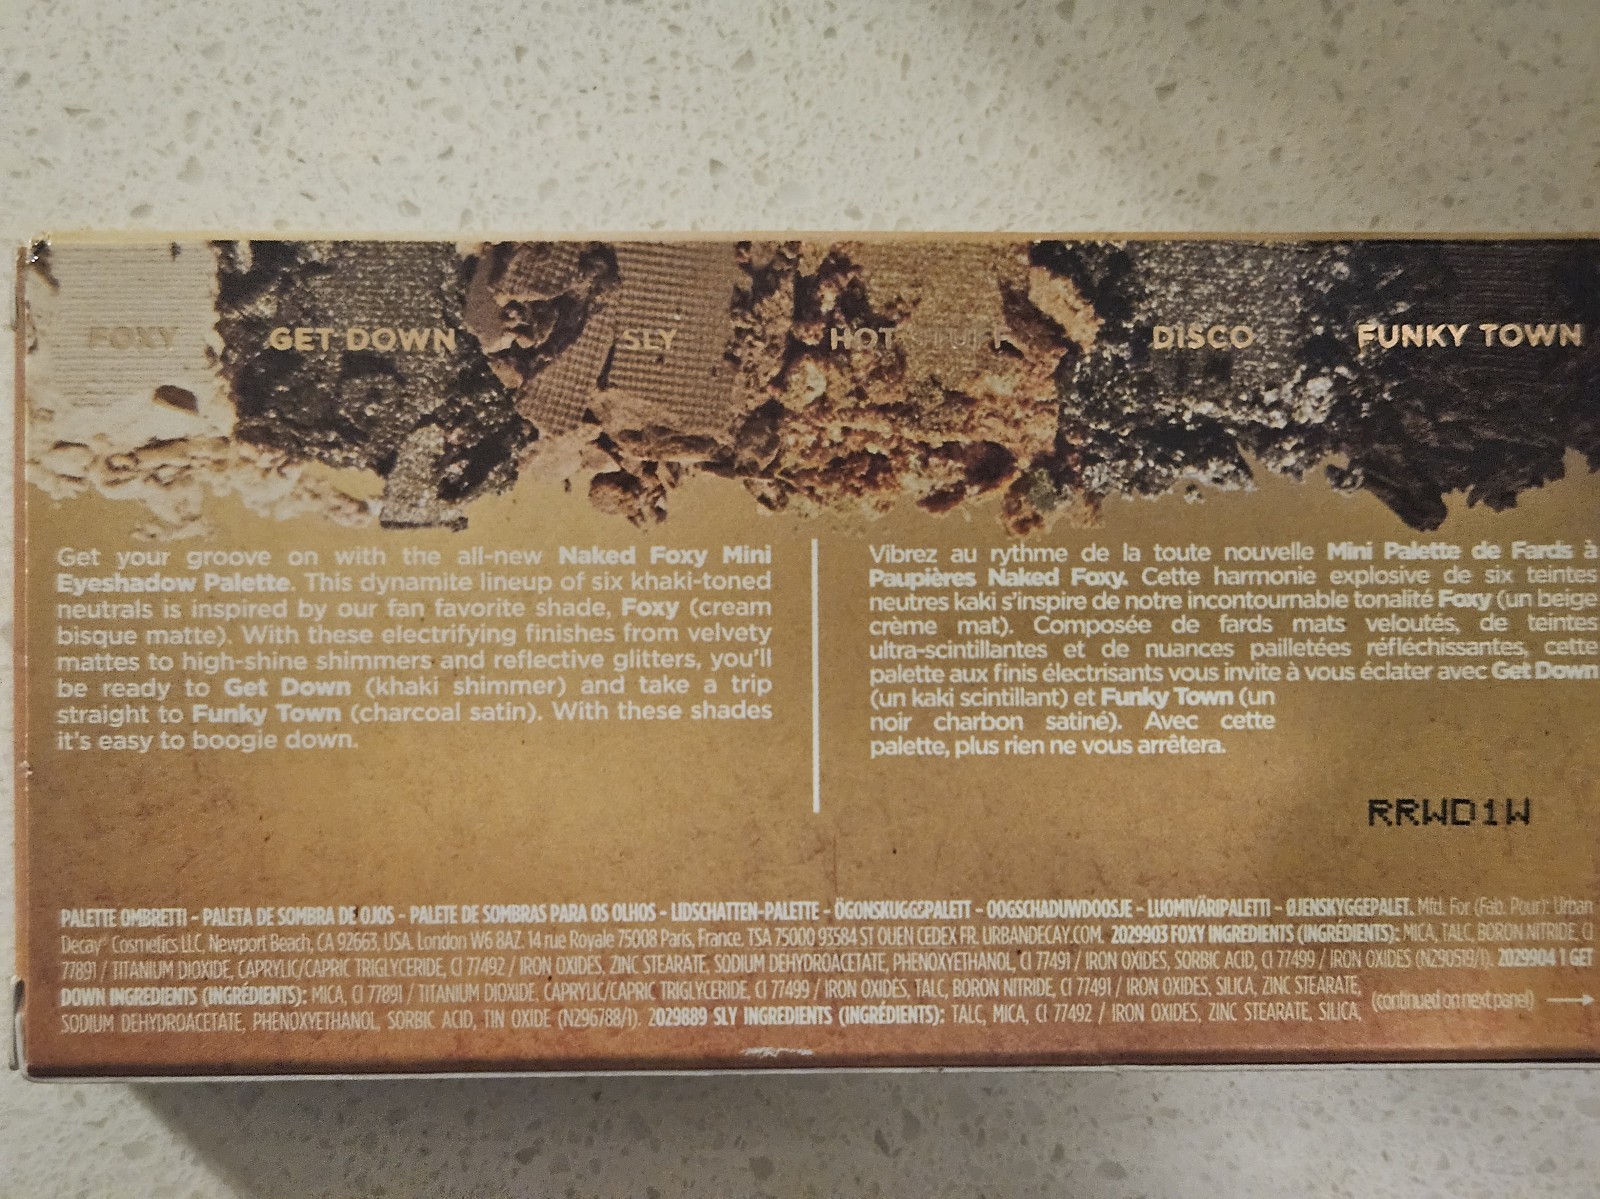 FOXY
GET DOWN
SLY
HOT STUFF
DISCO
FUNKY TOWN
Get your groove on with the all-new Naked Foxy Mini
Eyeshadow Palette. This dynamite lineup of six khaki-toned
neutrals is inspired by our fan favorite shade, Foxy (cream
bisque matte). With these electrifying finishes from velvety
mattes to high-shine shimmers and reflective glitters, you'll
be ready to Get Down (khaki shimmer) and take a trip
straight to Funky Town (charcoal satin). With these shades
it's easy to boogie down.
Vibrez au rythme de la toute nouvelle Mini Palette de Fards à
Paupières Naked Foxy. Cette harmonie explosive de six teintes
neutres kaki s'inspire de notre incontournable tonalité Foxy (un beige
crème mat). Composée de fards mats veloutés, de teintes
ultra-scintillantes et de nuances pailletées réfléchissantes, cette
palette aux finis électrisants vous invite à vous éclater avec Get Down
(un kaki scintillant) et Funky Town (un
noir charbon satiné). Avec cette
palette, plus rien ne vous arrêtera.
RRWD1W
PALETTE OMBRETTI - PALETA DE SOMBRA DE OJOS - PALETE DE SOMBRAS PARA OS OLHOS - LIDSCHATTEN-PALETTE - ÖGONSKUGGSPALETT - OOGSCHADUWDOOSJE - LUOMIVÄRIPALETTI - ØJENSKYGGEPALET. Mfd. For (Fab. Pour): Urban
Decay® Cosmetics LLC, Newport Beach, CA 92663, USA. London W6 8AZ. 14 rue Royale 75008 Paris, France. TSA 75000 93584 ST OUEN CEDEX FR. URBANDECAY.COM. 2029903 FOXY INGREDIENTS (INGRÉDIENTS): MICA, TALC, BORON NITRIDE, CI
77891 / TITANIUM DIOXIDE, CAPRYLIC/CAPRIC TRIGLYCERIDE, CI 77492 / IRON OXIDES, ZINC STEARATE, SODIUM DEHYDROACETATE, PHENOXYETHANOL, CI 77491 / IRON OXIDES, SORBIC ACID, CI 77499 / IRON OXIDES (N290519/1). 2029904 1 GET
DOWN INGREDIENTS (INGRÉDIENTS): MICA, CI 77891 / TITANIUM DIOXIDE, CAPRYLIC/CAPRIC TRIGLYCERIDE, CI 77499 / IRON OXIDES, TALC, BORON NITRIDE, CI 77491 / IRON OXIDES, SILICA, ZINC STEARATE,
SODIUM DEHYDROACETATE, PHENOXYETHANOL, SORBIC ACID, TIN OXIDE (N296788/1). 2029889 SLY INGREDIENTS (INGRÉDIENTS): TALC, MICA, CI 77492 / IRON OXIDES, ZINC STEARATE, SILICA,
(continued on next panel)